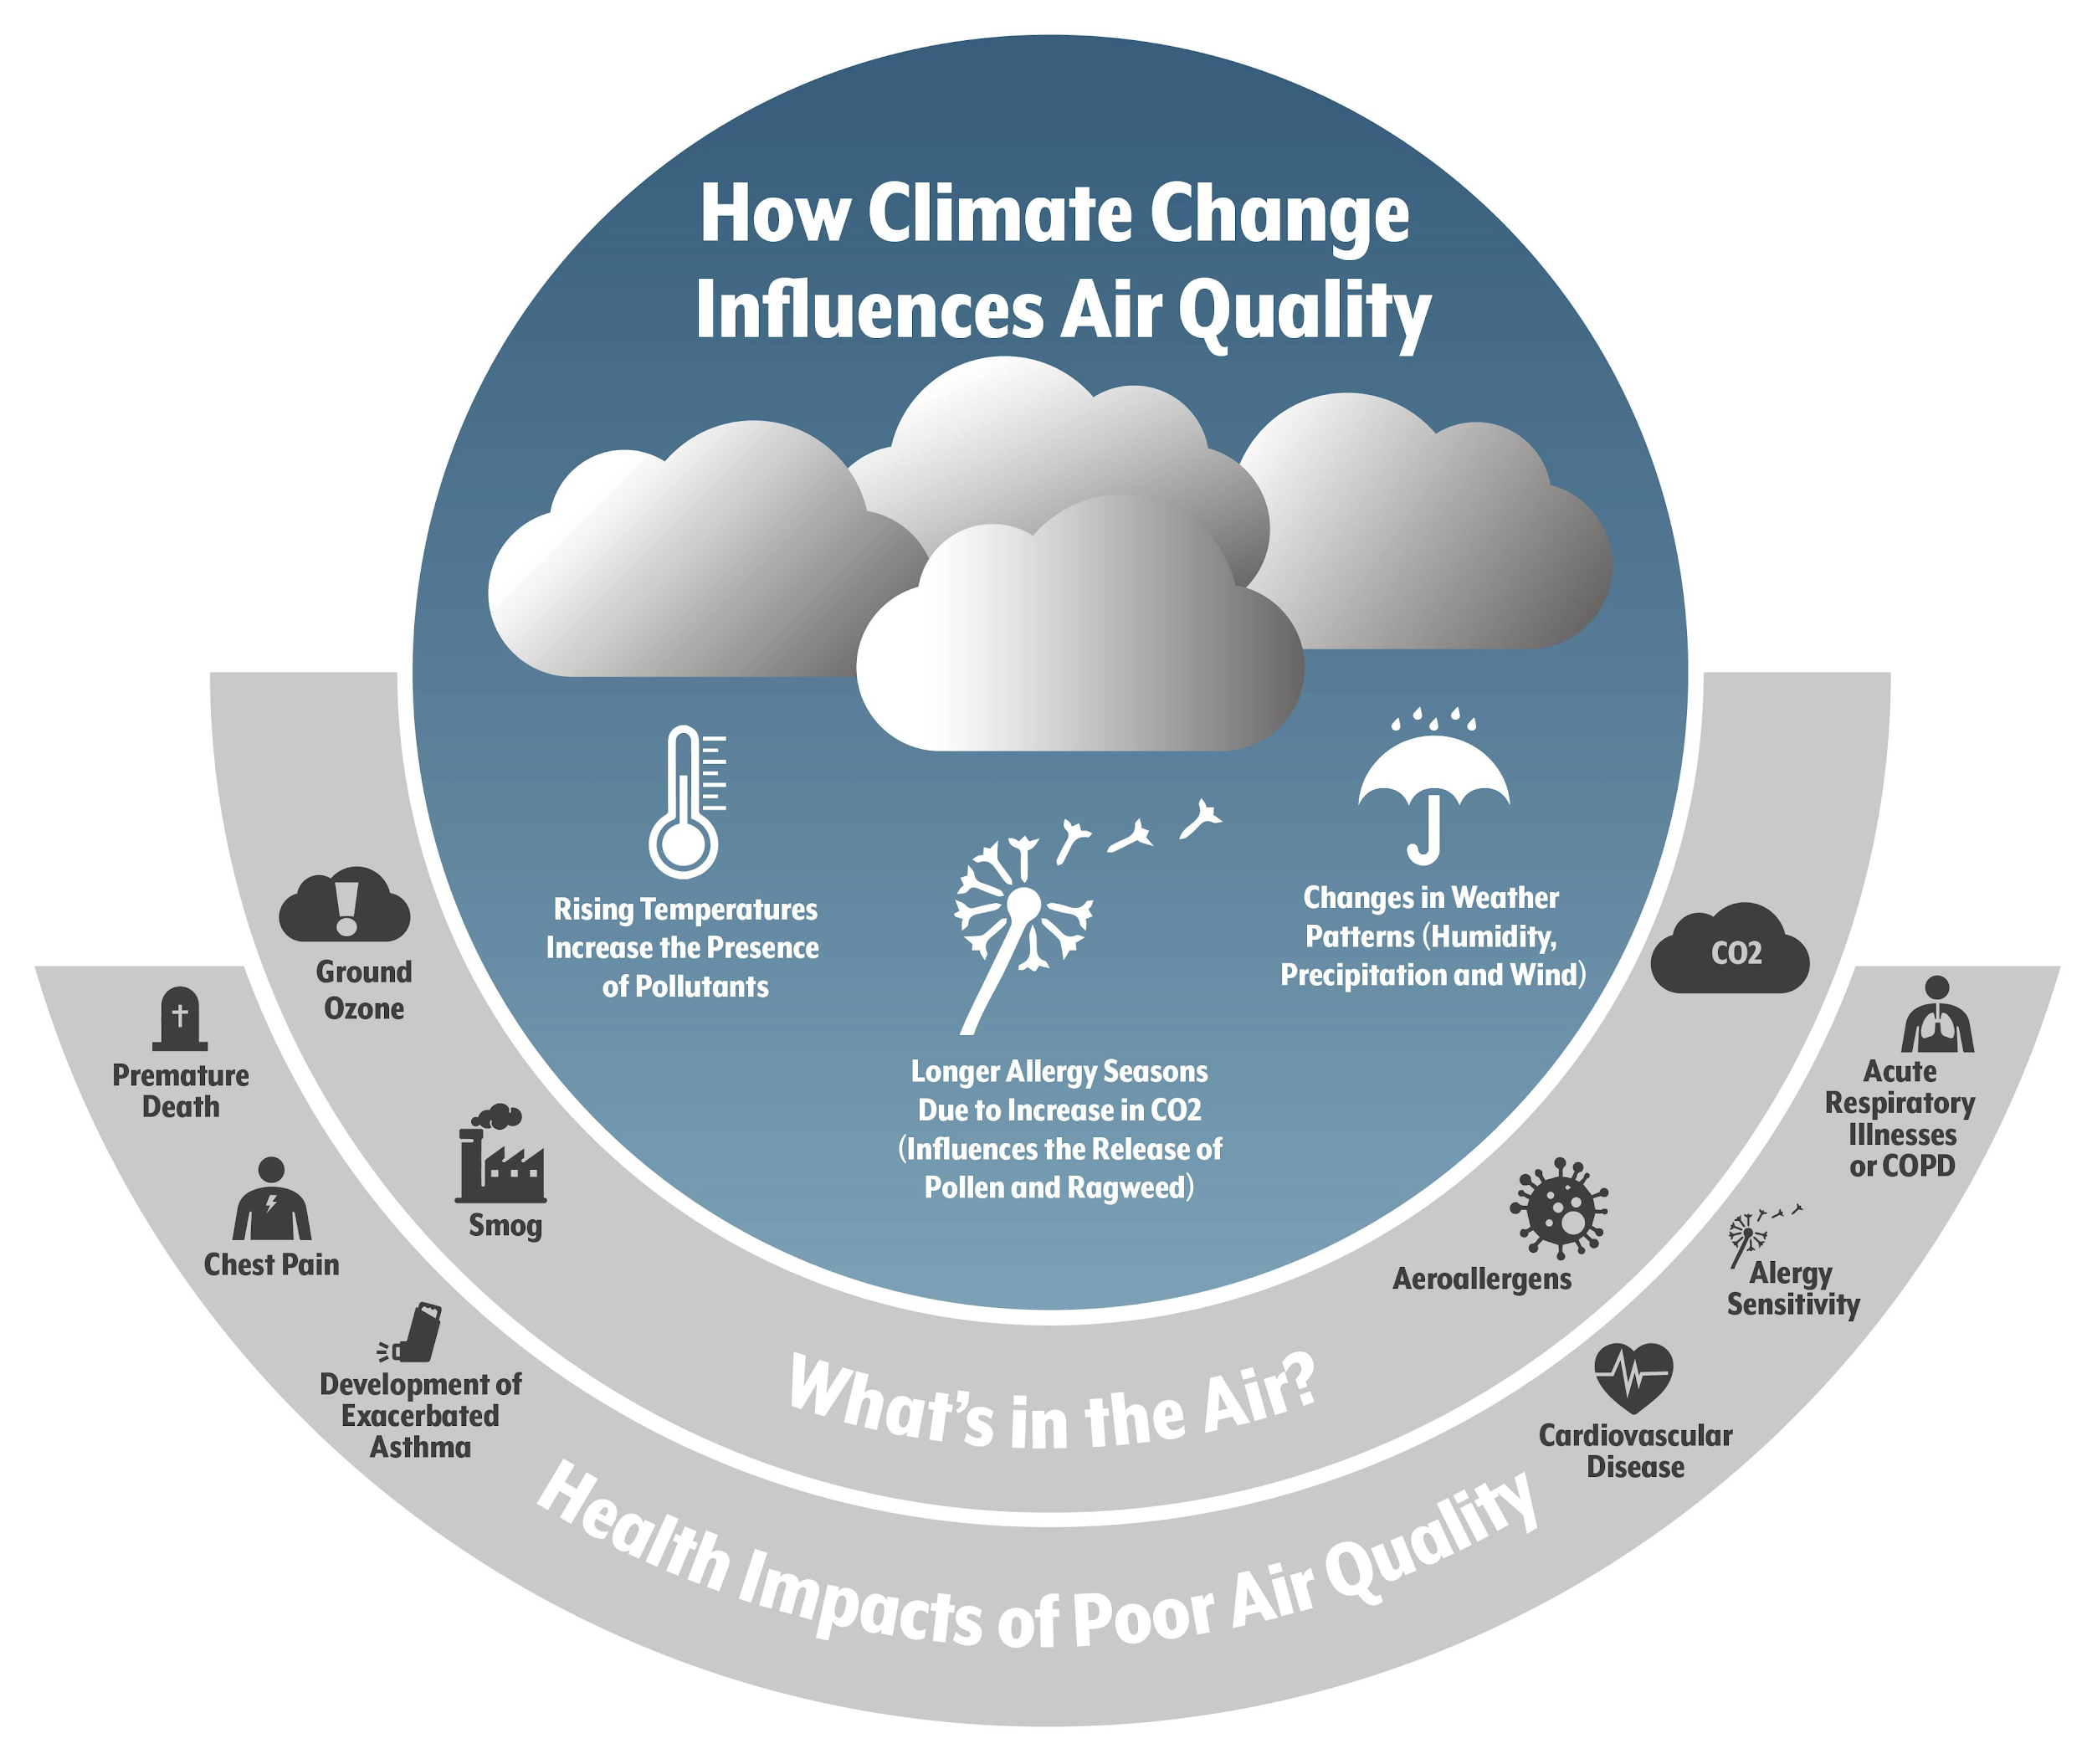 How Climate Change
Influences Air Quality
Rising Temperatures
Increase the Presence
of Pollutants
Longer Allergy Seasons
Due to Increase in CO2
(Influences the Release of
Pollen and Ragweed)
Changes in Weather
Patterns (Humidity,
Precipitation and Wind)
Ground
Ozone
Smog
What's in the Air?
Aeroallergens
CO2
Premature
Death
Chest Pain
Development of
Exacerbated
Asthma
Health Impacts of Poor Air Quality
Cardiovascular
Disease
Alergy
Sensitivity
Acute
Respiratory
Illnesses
or COPD